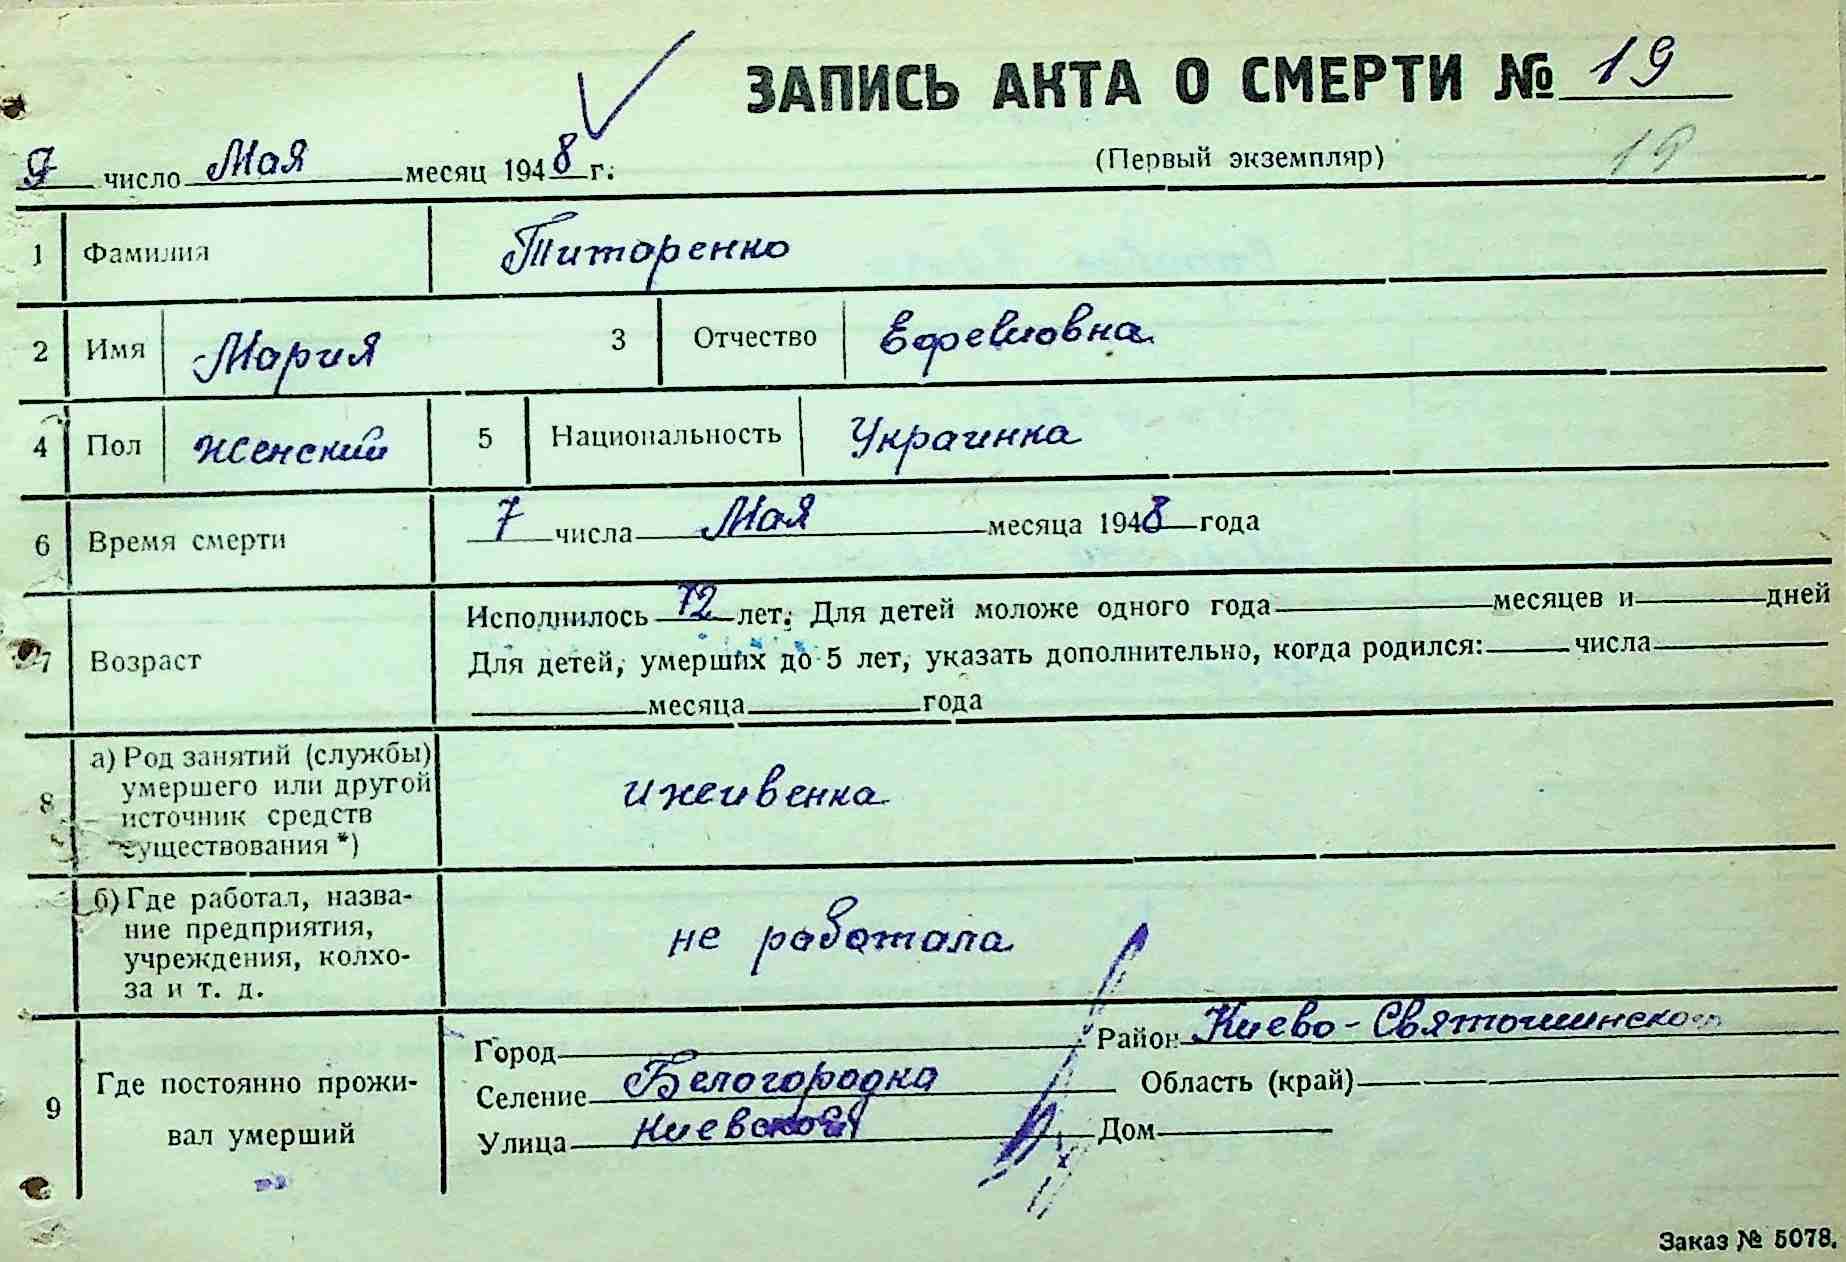 ЗАПИСЬ АКТА О СМЕРТИ № 19
9 число Мая месяц 1948 г.
(Первый экземпляр)
19
1 Фамилия Титоренко
2 Имя Мария 3 Отчество Ефремовна
4 Пол женский 5 Национальность Украинка
6 Время смерти 7 числа Мая месяца 1948 года
7 Возраст
Исполнилось 72 лет. Для детей моложе одного года месяцев и дней
Для детей, умерших до 5 лет, указать дополнительно, когда родился: числа
месяца года
8 а) Род занятий (службы)
умершего или другой
источник средств
существования *)
иждивенка
б) Где работал, назва-
ние предприятия,
учреждения, колхо-
за и т. д.
не работала
9 Где постоянно прожи-
вал умерший
Город Район Киево-Святошинского
Селение Белогородка Область (край)
Улица Киевской Дом
Заказ № 5078.